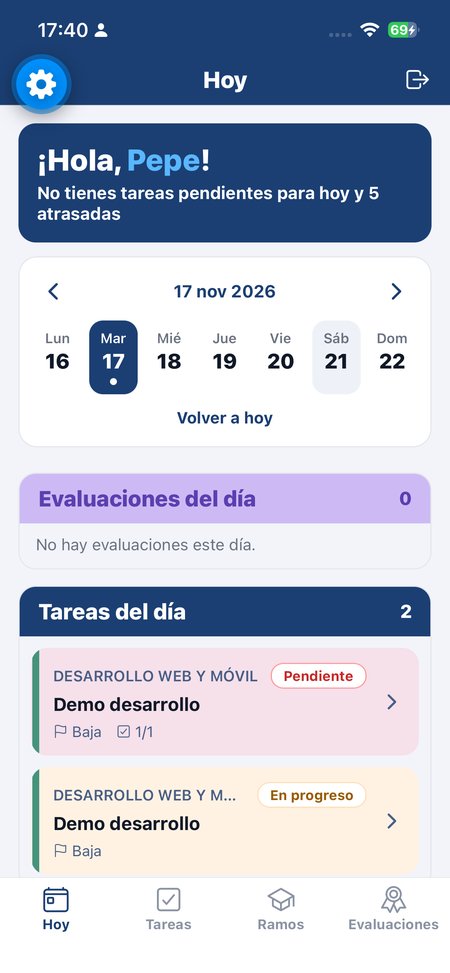 17:40
69
Hoy
¡Hola, Pepe!
No tienes tareas pendientes para hoy y 5
atrasadas
17 nov 2026
Lun Mar Mié Jue Vie Sáb Dom
16 17 18 19 20 21 22
Volver a hoy
Evaluaciones del día 0
No hay evaluaciones este día.
Tareas del día 2
DESARROLLO WEB Y MÓVIL Pendiente
Demo desarrollo
Baja 1/1
DESARROLLO WEB Y M... En progreso
Demo desarrollo
Baja
Hoy Tareas Ramos Evaluaciones